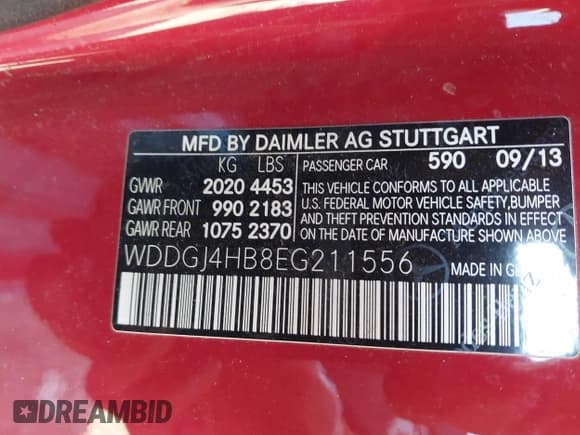 MFD BY DAIMLER AG STUTTGART
KG LBS PASSENGER CAR 590 09/13
GVWR 2020 4453 THIS VEHICLE CONFORMS TO ALL APPLICABLE
U.S. FEDERAL MOTOR VEHICLE SAFETY, BUMPER
GAWR FRONT 990 2183 AND THEFT PREVENTION STANDARDS IN EFFECT
GAWR REAR 1075 2370 ON THE DATE OF MANUFACTURE SHOWN ABOVE.
WDDGJ4HB8EG211556 MADE IN
DREAMBID